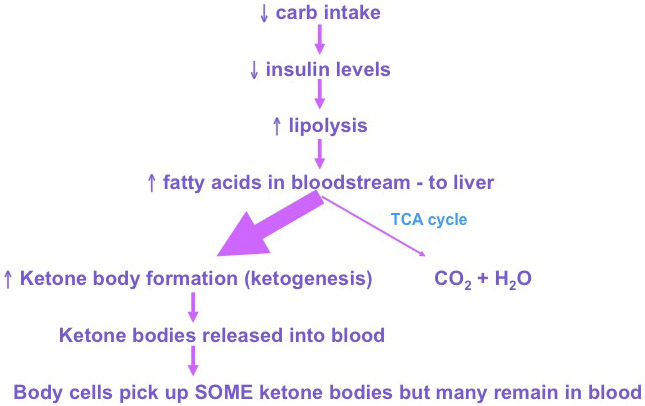 ↓ carb intake
↓ insulin levels
↑ lipolysis
↑ fatty acids in bloodstream - to liver
TCA cycle
↑ Ketone body formation (ketogenesis)
CO₂ + H₂O
Ketone bodies released into blood
Body cells pick up SOME ketone bodies but many remain in blood